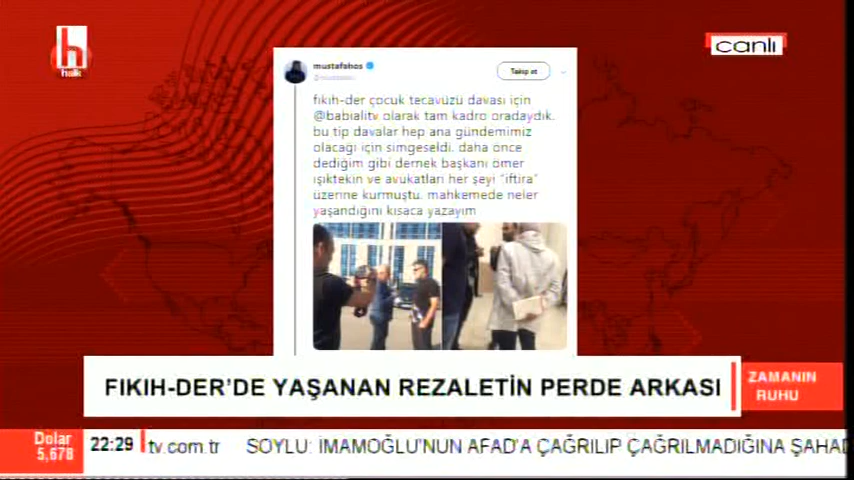 h
halk
canlı
mustafahos
Takip et
fıkıh-der çocuk tecavüzü davası için
@babialitv olarak tam kadro oradaydık.
bu tip davalar hep ana gündemimiz
olacağı için simgeseldi. daha önce
dediğim gibi dernek başkanı ömer
ışıktekin ve avukatları her şeyi "iftira"
üzerine kurmuştu. mahkemede neler
yaşandığını kısaca yazayım
FIKIH-DER'DE YAŞANAN REZALETİN PERDE ARKASI
ZAMANIN
RUHU
Dolar
5,678
22:29
tv.com.tr SOYLU: İMAMOĞLU'NUN AFAD'A ÇAĞRILIP ÇAĞRILMADIĞINA ŞAHAD